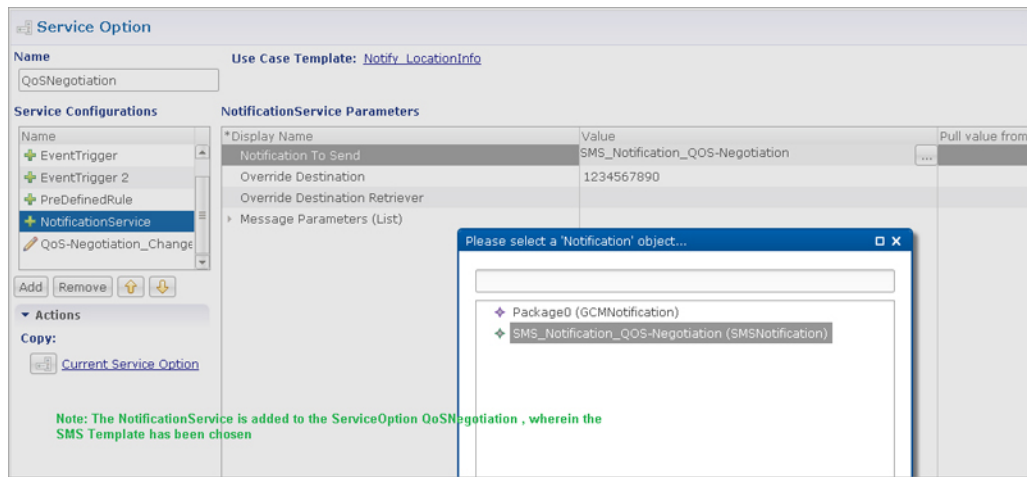 Service Option
Name
Use Case Template: Notify_LocationInfo
QoSNegotiation
Service Configurations
NotificationService Parameters
Name
*Display Name Value Pull value from
EventTrigger
Notification To Send SMS_Notification_QOS-Negotiation ...
EventTrigger 2
Override Destination 1234567890
PreDefinedRule
Override Destination Retriever
NotificationService
Message Parameters (List)
QoS-Negotiation_Change
Please select a 'Notification' object...
Add Remove
Package0 (GCMNotification)
Actions
SMS_Notification_QOS-Negotiation (SMSNotification)
Copy:
Current Service Option
Note: The NotificationService is added to the ServiceOption QoSNegotiation , wherein the
SMS Template has been chosen